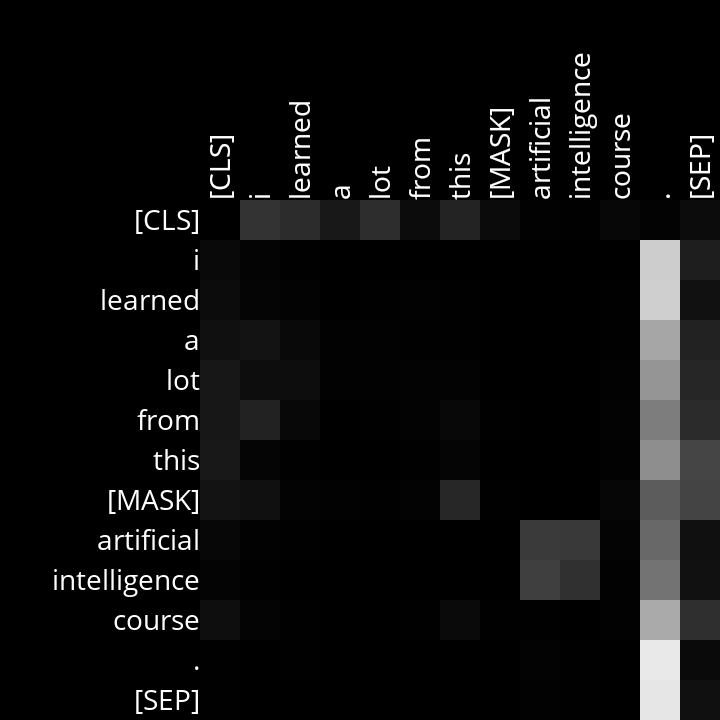 [CLS]
i
learned
a
lot
from
this
[MASK]
artificial
intelligence
course
.
[SEP]
[CLS]
i
learned
a
lot
from
this
[MASK]
artificial
intelligence
course
.
[SEP]